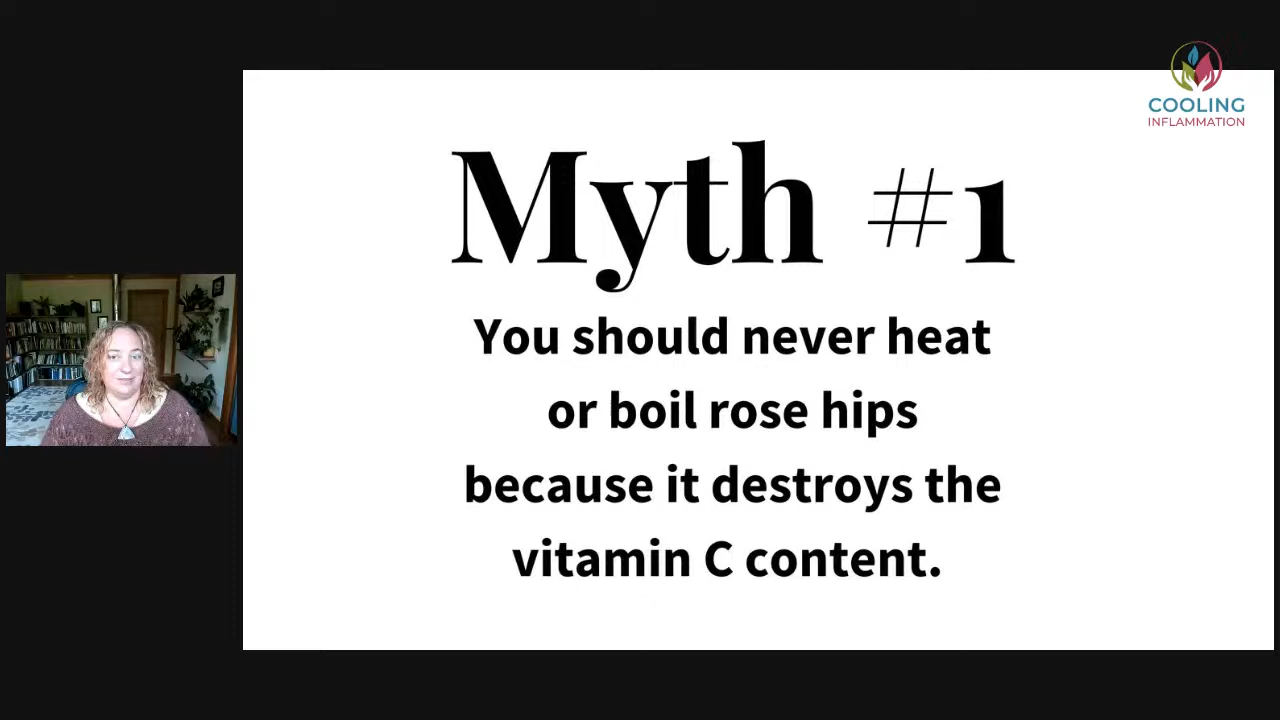 COOLING
INFLAMMATION
Myth #1
You should never heat
or boil rose hips
because it destroys the
vitamin C content.